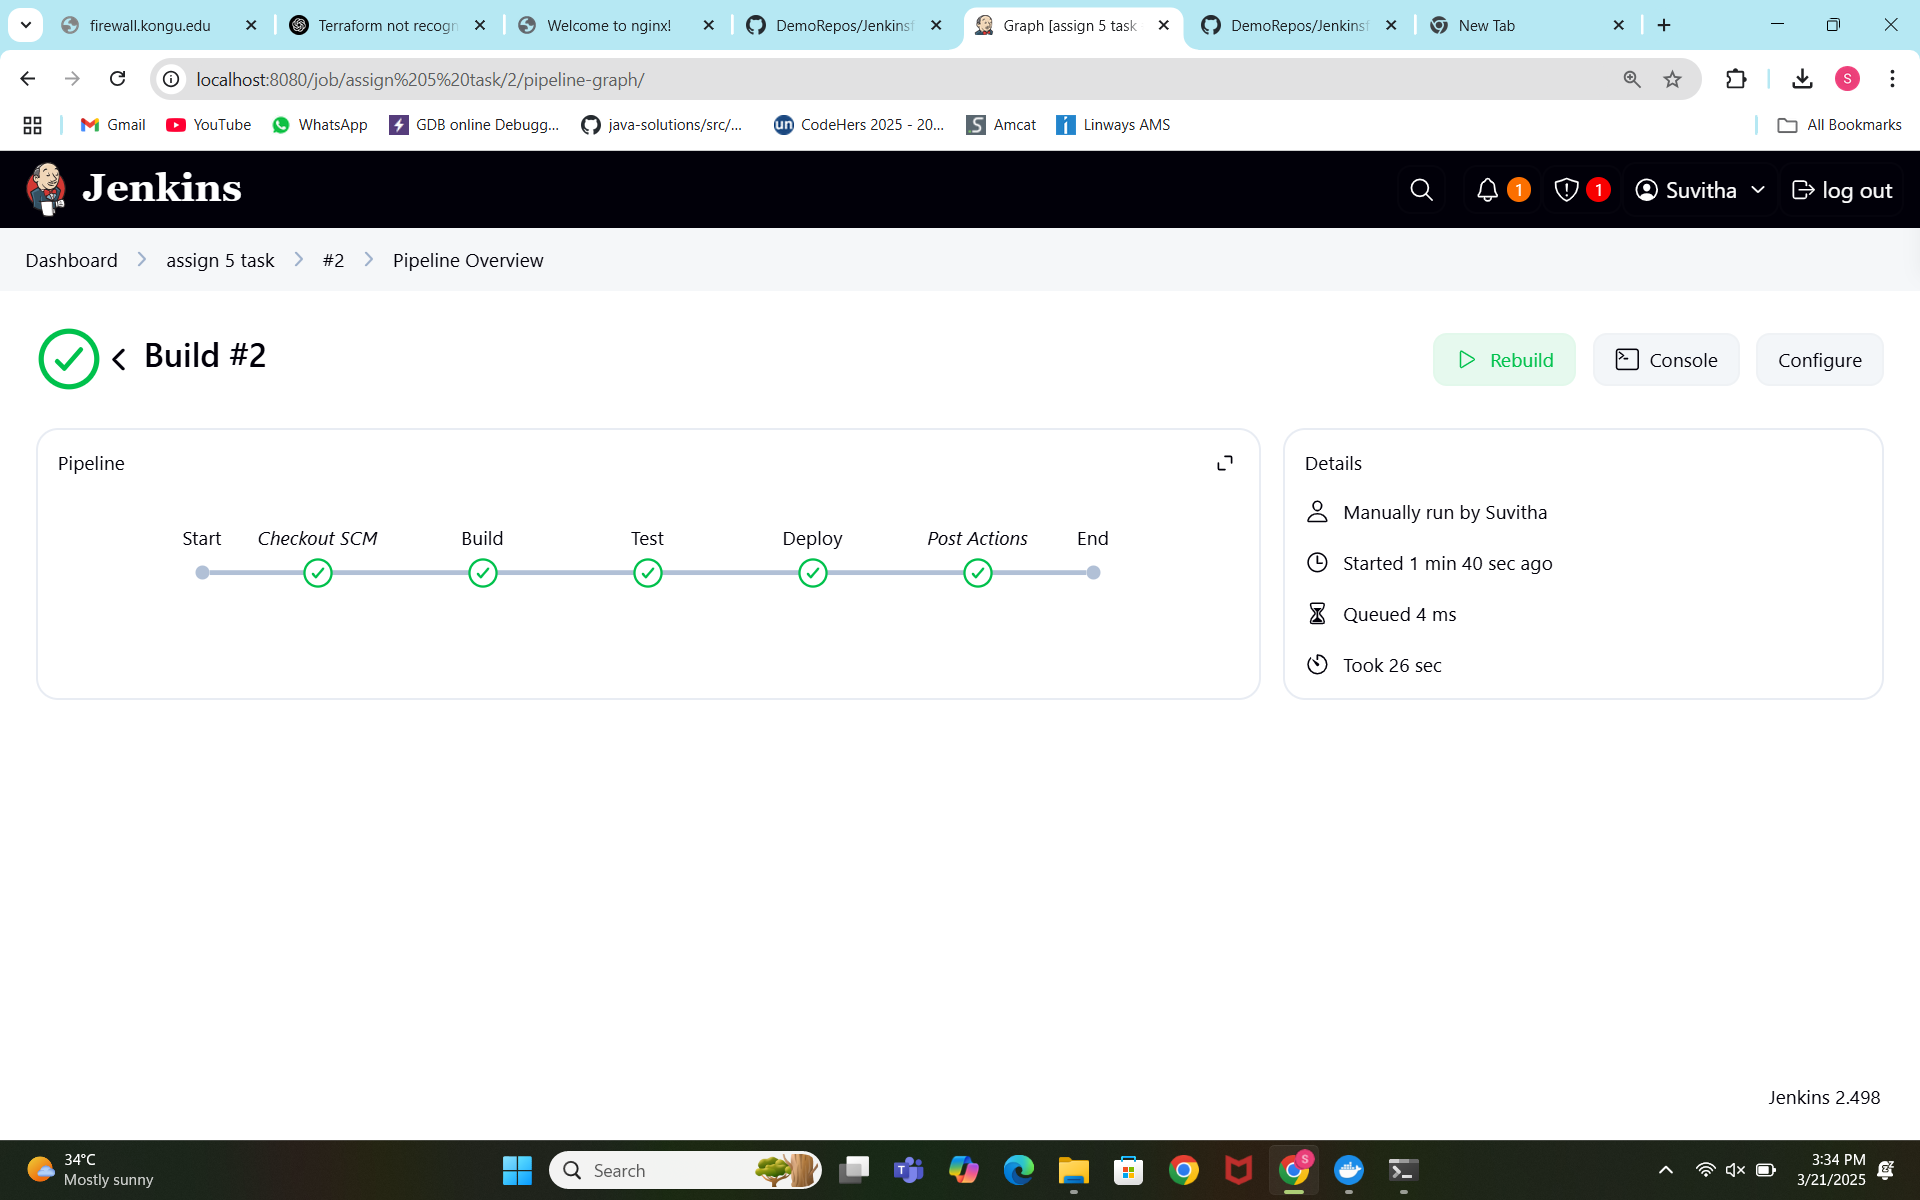 firewall.kongu.edu
Terraform not recogn
Welcome to nginx!
DemoRepos/Jenkinsf
Graph [assign 5 task
DemoRepos/Jenkinsf
New Tab
localhost:8080/job/assign%205%20task/2/pipeline-graph/
S
Gmail
YouTube
WhatsApp
GDB online Debugg...
java-solutions/src/...
un
CodeHers 2025 - 20...
Amcat
Linways AMS
All Bookmarks
Jenkins
1
1
Suvitha
log out
Dashboard
assign 5 task
#2
Pipeline Overview
Build #2
Rebuild
Console
Configure
Pipeline
Start
Checkout SCM
Build
Test
Deploy
Post Actions
End
Details
Manually run by Suvitha
Started 1 min 40 sec ago
Queued 4 ms
Took 26 sec
Jenkins 2.498
34°C
Mostly sunny
Search
S
3:34 PM
3/21/2025